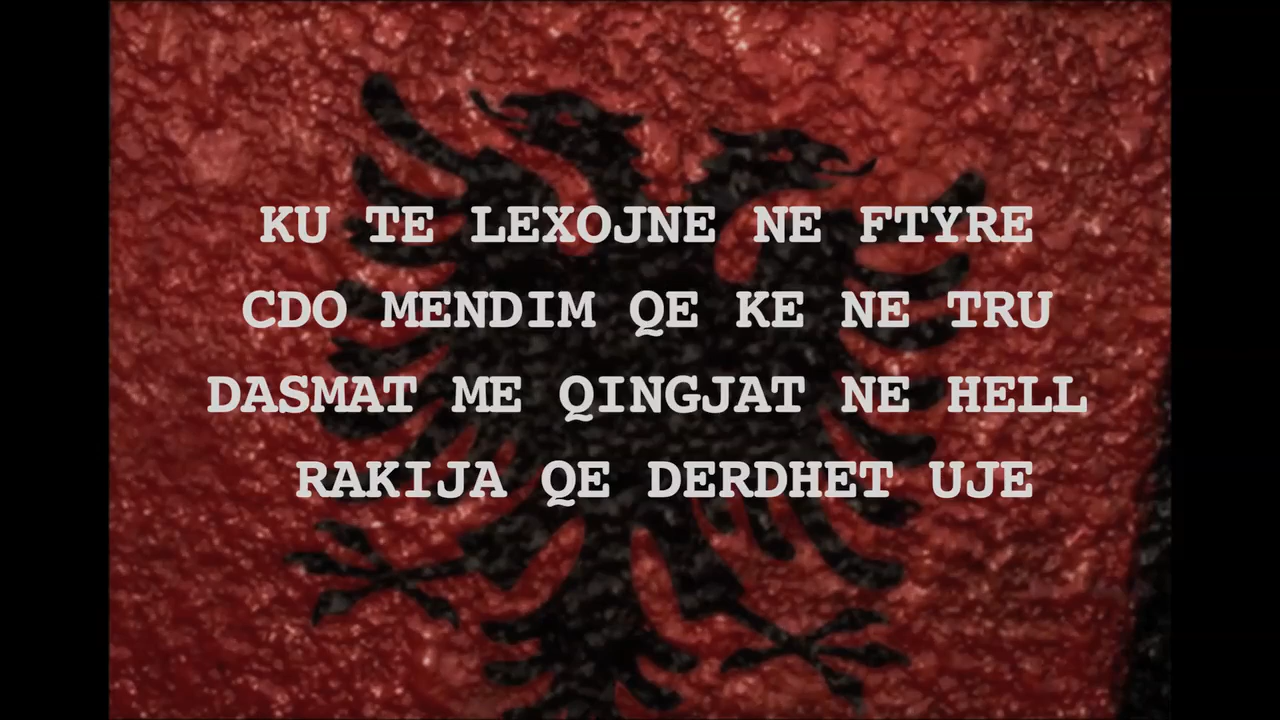 KU TE LEXOJNE NE FTYRE
CDO MENDIM QE KE NE TRU
DASMAT ME QINGJAT NE HELL
RAKIJA QE DERDHET UJE